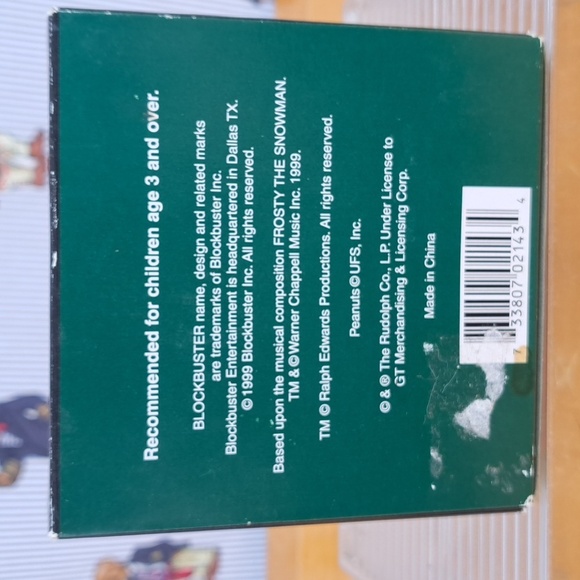 Recommended for children age 3 and over.
BLOCKBUSTER name, design and related marks
are trademarks of Blockbuster Inc.
Blockbuster Entertainment is headquartered in Dallas TX.
© 1999 Blockbuster Inc. All rights reserved.
Based upon the musical composition FROSTY THE SNOWMAN.
TM & © Warner Chappell Music Inc. 1999.
TM © Ralph Edwards Productions. All rights reserved.
Peanuts © UFS, Inc.
© & ® The Rudolph Co., L.P. Under License to
GT Merchandising & Licensing Corp.
Made in China
7 33807 02143 4